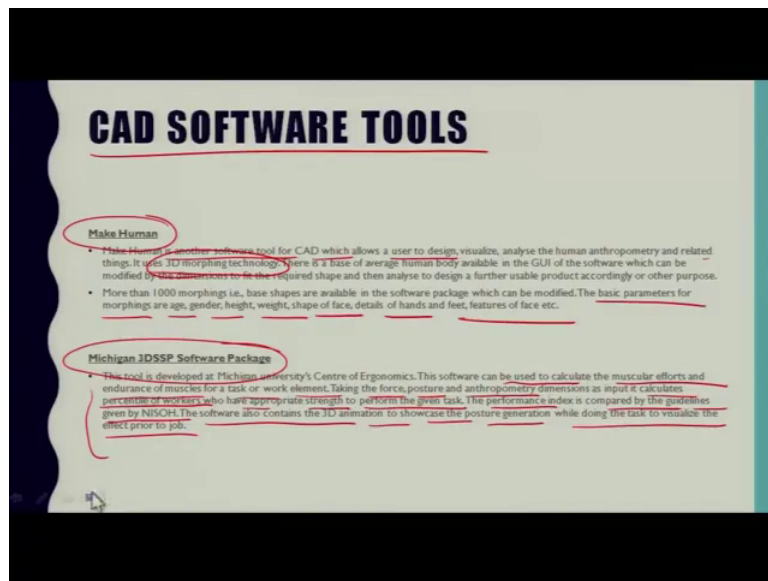 CAD SOFTWARE TOOLS
Make Human
• Make Human is another software tool for CAD which allows a user to design, visualize, analyse the human anthropometry and related
things. It uses 3D morphing technology. There is a base of average human body available in the GUI of the software which can be
modified by the dimensions to fit the required shape and then analyse to design a further usable product accordingly or other purpose.
• More than 1000 morphings i.e., base shapes are available in the software package which can be modified. The basic parameters for
morphings are age, gender, height, weight, shape of face, details of hands and feet, features of face etc.
Michigan 3DSSP Software Package
• This tool is developed at Michigan university's Centre of Ergonomics. This software can be used to calculate the muscular efforts and
endurance of muscles for a task or work element. Taking the force, posture and anthropometry dimensions as input it calculates
percentile of workers who have appropriate strength to perform the given task. The performance index is compared by the guidelines
given by NISOH. The software also contains the 3D animation to showcase the posture generation while doing the task to visualize the
effect prior to job.